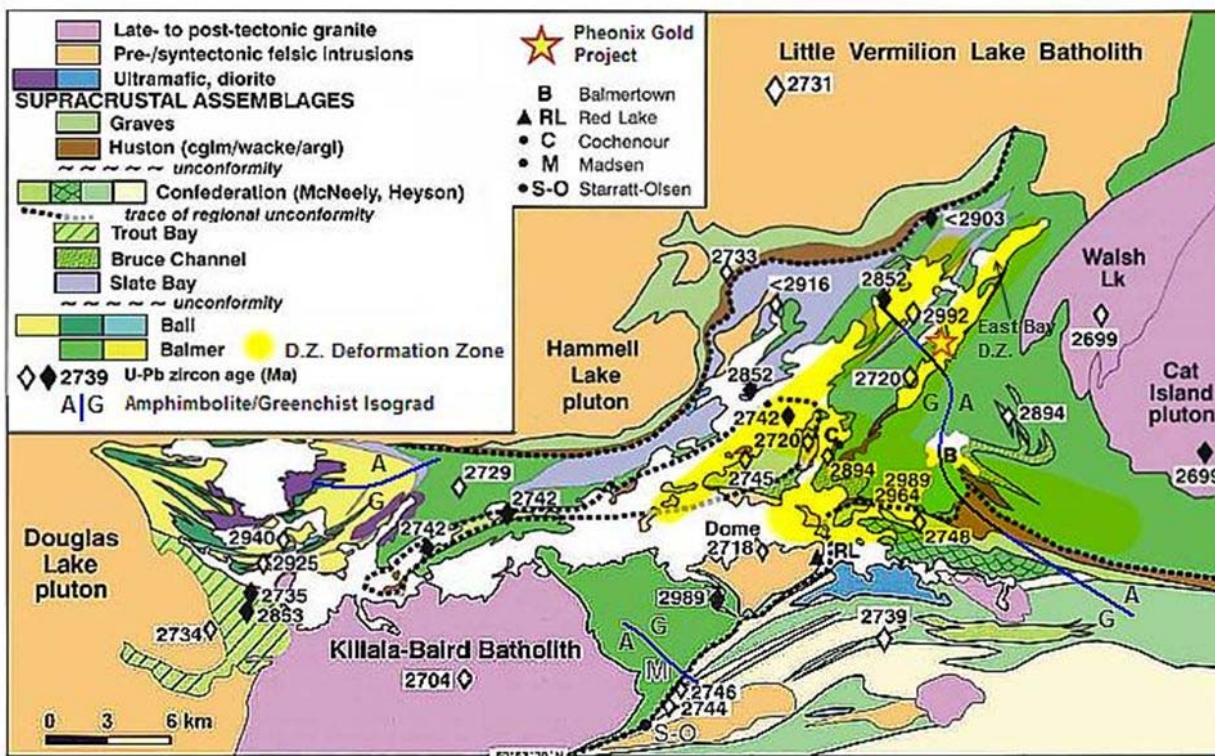 Late- to post-tectonic granite
Pre-/syntectonic felsic intrusions
Ultramafic, diorite
SUPRACRUSTAL ASSEMBLAGES
Graves
Huston (cglm/wacke/argl)
unconformity
Confederation (McNeely, Heyson)
trace of regional unconformity
Trout Bay
Bruce Channel
Slate Bay
unconformity
Ball
Balmer
D.Z. Deformation Zone
2739 U-Pb zircon age (Ma)
A G Amphimbolite/Greenchist Isograd
Pheonix Gold
Project
B Balmertown
RL Red Lake
C Cochenour
M Madsen
S-O Starratt-Olsen
Little Vermilion Lake Batholith
2731
<2903
2733
<2916
2852
2992
East Bay
D.Z.
Walsh
Lk
2699
Hammell
Lake
pluton
2852
2720
G A
2894
Cat
Island
pluton
2742
2720
C
2745
2894
B
2989
2964
2699
A
G
2729
2742
2742
2940
2925
Douglas
Lake
pluton
2735
2853
2734
Dome
2718
RL
2748
A
G
2989
G
A
M
2739
Killala-Baird Batholith
2704
2746
2744
S-O
0 3 6 km